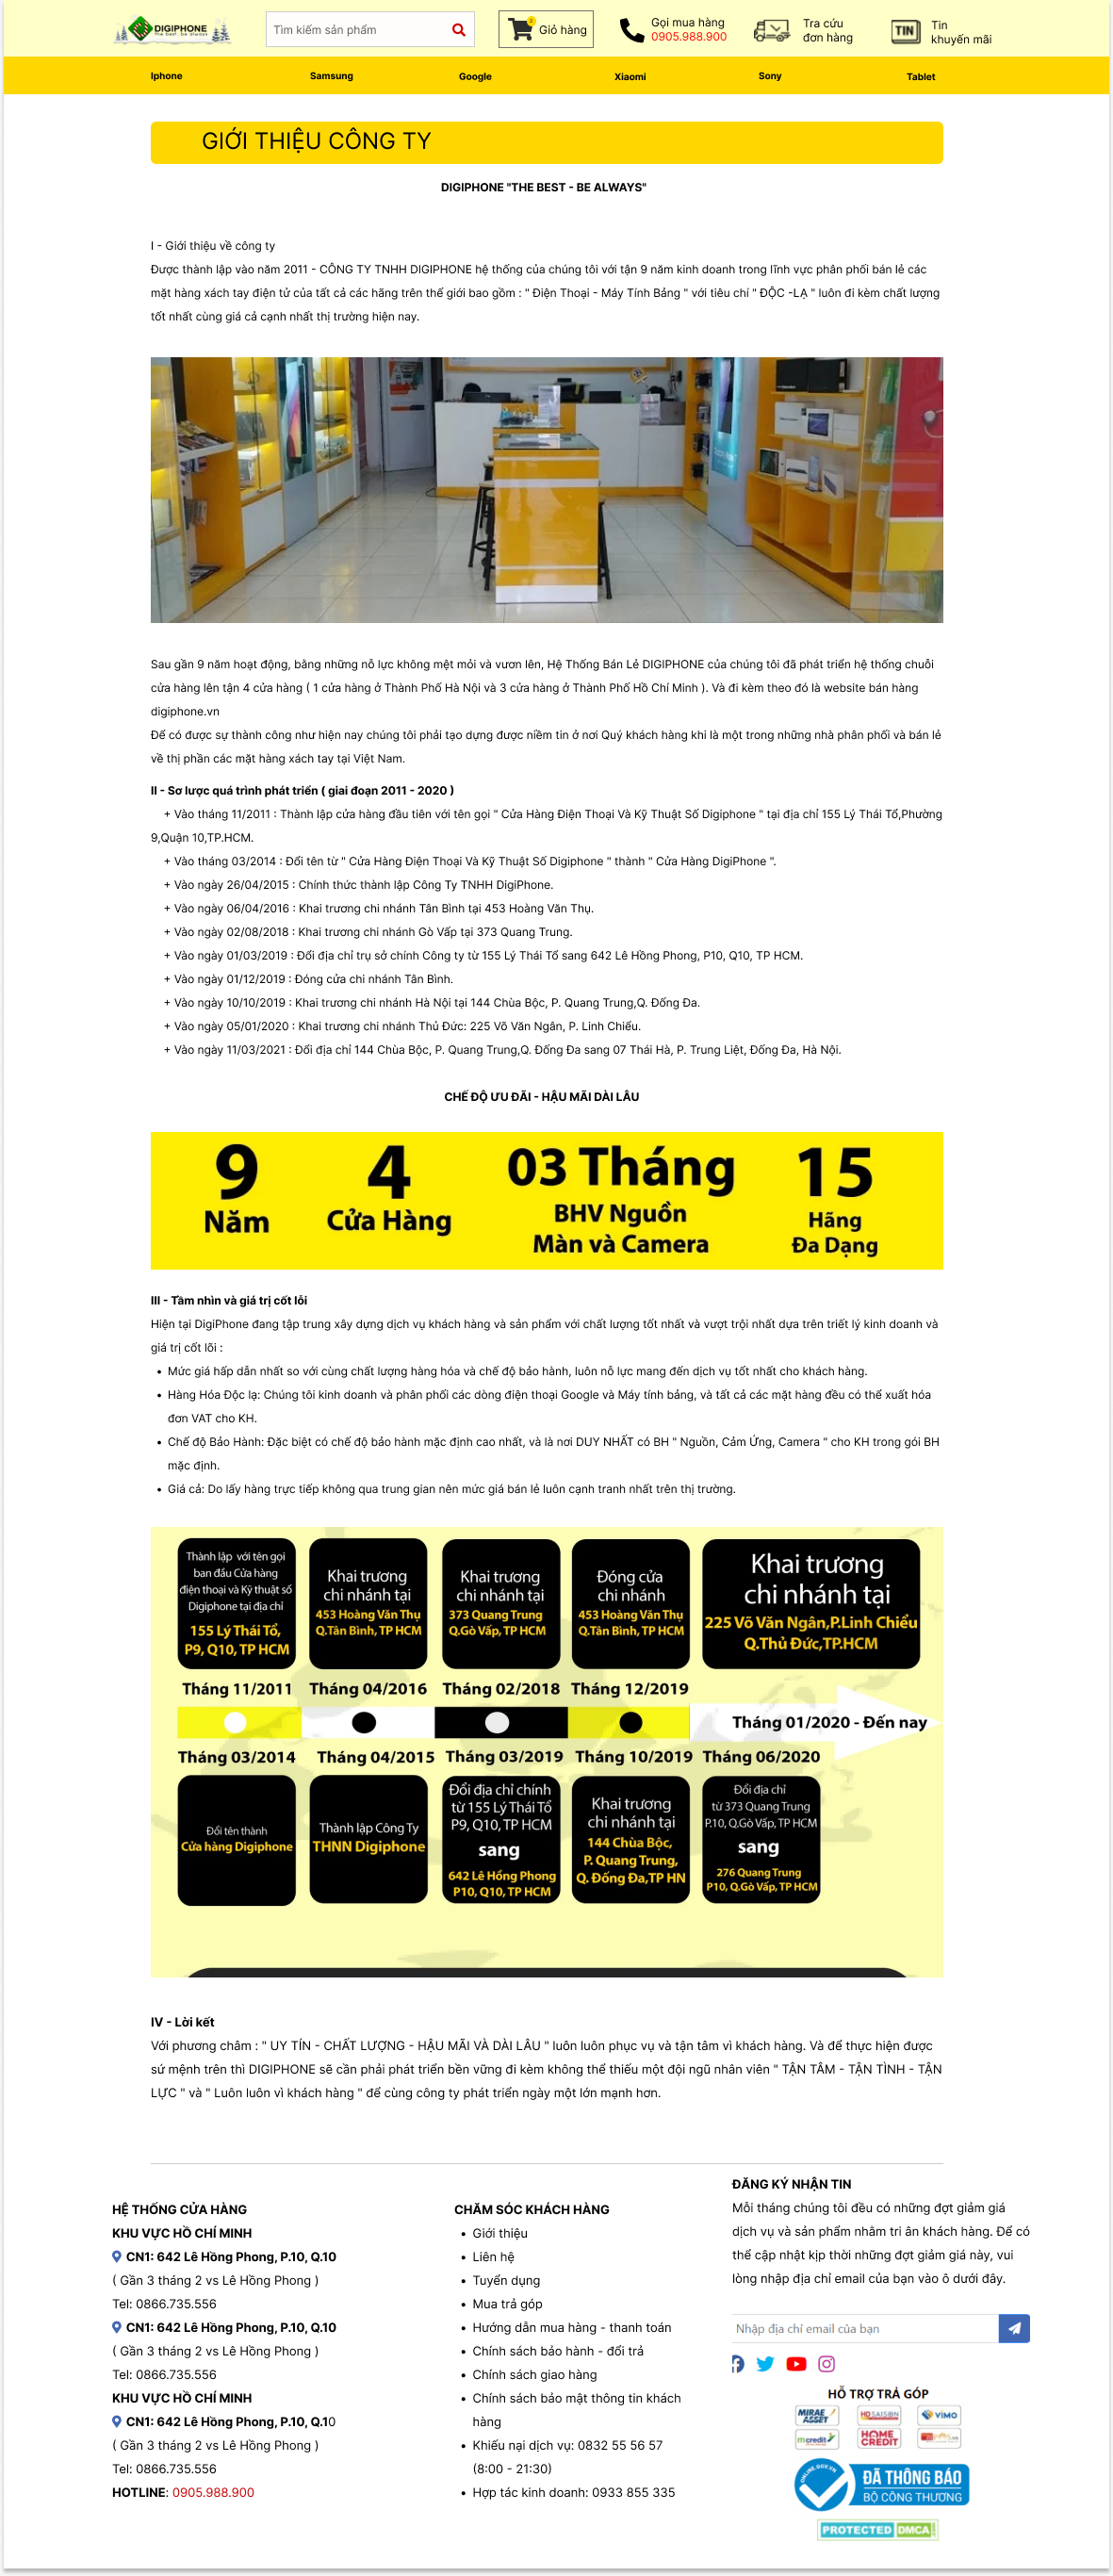 DIGIPHONE
The best, be always
Tìm kiếm sản phẩm
Giỏ hàng
Gọi mua hàng
0905.988.900
Tra cứu
đơn hàng
TIN
Tin
khuyến mãi
Iphone
Samsung
Google
Xiaomi
Sony
Tablet
GIỚI THIỆU CÔNG TY
DIGIPHONE "THE BEST - BE ALWAYS"
I - Giới thiệu về công ty
Được thành lập vào năm 2011 - CÔNG TY TNHH DIGIPHONE hệ thống của chúng tôi với tận 9 năm kinh doanh trong lĩnh vực phân phối bán lẻ các
mặt hàng xách tay điện tử của tất cả các hãng trên thế giới bao gồm : " Điện Thoại - Máy Tính Bảng " với tiêu chí " ĐỘC -LẠ " luôn đi kèm chất lượng
tốt nhất cùng giá cả cạnh nhất thị trường hiện nay.
Sau gần 9 năm hoạt động, bằng những nỗ lực không mệt mỏi và vươn lên, Hệ Thống Bán Lẻ DIGIPHONE của chúng tôi đã phát triển hệ thống chuỗi
cửa hàng lên tận 4 cửa hàng ( 1 cửa hàng ở Thành Phố Hà Nội và 3 cửa hàng ở Thành Phố Hồ Chí Minh ). Và đi kèm theo đó là website bán hàng
digiphone.vn
Để có được sự thành công như hiện nay chúng tôi phải tạo dựng được niềm tin ở nơi Quý khách hàng khi là một trong những nhà phân phối và bán lẻ
về thị phần các mặt hàng xách tay tại Việt Nam.
II - Sơ lược quá trình phát triển ( giai đoạn 2011 - 2020 )
+ Vào tháng 11/2011 : Thành lập cửa hàng đầu tiên với tên gọi " Cửa Hàng Điện Thoại Và Kỹ Thuật Số Digiphone " tại địa chỉ 155 Lý Thái Tổ,Phường
9,Quận 10,TP.HCM.
+ Vào tháng 03/2014 : Đổi tên từ " Cửa Hàng Điện Thoại Và Kỹ Thuật Số Digiphone " thành " Cửa Hàng DigiPhone ".
+ Vào ngày 26/04/2015 : Chính thức thành lập Công Ty TNHH DigiPhone.
+ Vào ngày 06/04/2016 : Khai trương chi nhánh Tân Bình tại 453 Hoàng Văn Thụ.
+ Vào ngày 02/08/2018 : Khai trương chi nhánh Gò Vấp tại 373 Quang Trung.
+ Vào ngày 01/03/2019 : Đổi địa chỉ trụ sở chính Công ty từ 155 Lý Thái Tổ sang 642 Lê Hồng Phong, P10, Q10, TP HCM.
+ Vào ngày 01/12/2019 : Đóng cửa chi nhánh Tân Bình.
+ Vào ngày 10/10/2019 : Khai trương chi nhánh Hà Nội tại 144 Chùa Bộc, P. Quang Trung,Q. Đống Đa.
+ Vào ngày 05/01/2020 : Khai trương chi nhánh Thủ Đức: 225 Võ Văn Ngân, P. Linh Chiểu.
+ Vào ngày 11/03/2021 : Đổi địa chỉ 144 Chùa Bộc, P. Quang Trung,Q. Đống Đa sang 07 Thái Hà, P. Trung Liệt, Đống Đa, Hà Nội.
CHẾ ĐỘ ƯU ĐÃI - HẬU MÃI DÀI LÂU
9
Năm
4
Cửa Hàng
03 Tháng
BHV Nguồn
Màn và Camera
15
Hãng
Đa Dạng
III - Tầm nhìn và giá trị cốt lỗi
Hiện tại DigiPhone đang tập trung xây dựng dịch vụ khách hàng và sản phẩm với chất lượng tốt nhất và vượt trội nhất dựa trên triết lý kinh doanh và
giá trị cốt lõi :
• Mức giá hấp dẫn nhất so với cùng chất lượng hàng hóa và chế độ bảo hành, luôn nỗ lực mang đến dịch vụ tốt nhất cho khách hàng.
• Hàng Hóa Độc lạ: Chúng tôi kinh doanh và phân phối các dòng điện thoại Google và Máy tính bảng, và tất cả các mặt hàng đều có thể xuất hóa
đơn VAT cho KH.
• Chế độ Bảo Hành: Đặc biệt có chế độ bảo hành mặc định cao nhất, và là nơi DUY NHẤT có BH " Nguồn, Cảm Ứng, Camera " cho KH trong gói BH
mặc định.
• Giá cả: Do lấy hàng trực tiếp không qua trung gian nên mức giá bán lẻ luôn cạnh tranh nhất trên thị trường.
Thành lập với tên gọi
ban đầu Cửa hàng
điện thoại và Kỹ thuật số
Digiphone tại địa chỉ
155 Lý Thái Tổ,
P9, Q10, TP HCM
Khai trương
chi nhánh tại
453 Hoàng Văn Thụ
Q.Tân Bình, TP HCM
Khai trương
chi nhánh tại
373 Quang Trung
Q.Gò Vấp, TP HCM
Đóng cửa
chi nhánh
453 Hoàng Văn Thụ
Q.Tân Bình, TP HCM
Khai trương
chi nhánh tại
225 Võ Văn Ngân,P.Linh Chiểu
Q.Thủ Đức,TP.HCM
Tháng 11/2011
Tháng 04/2016
Tháng 02/2018
Tháng 12/2019
Tháng 01/2020 - Đến nay
Tháng 03/2014
Tháng 04/2015
Tháng 03/2019
Tháng 10/2019
Tháng 06/2020
Đổi tên thành
Cửa hàng Digiphone
Thành lập Công Ty
THNN Digiphone
Đổi địa chỉ chính
từ 155 Lý Thái Tổ
P9, Q10, TP HCM
sang
642 Lê Hồng Phong
P10, Q10, TP HCM
Khai trương
chi nhánh tại
144 Chùa Bộc,
P. Quang Trung,
Q. Đống Đa,TP HN
Đổi địa chỉ
từ 373 Quang Trung
P.10, Q.Gò Vấp, TP HCM
sang
276 Quang Trung
P10, Q.Gò Vấp, TP HCM
IV - Lời kết
Với phương châm : " UY TÍN - CHẤT LƯỢNG - HẬU MÃI VÀ DÀI LÂU " luôn luôn phục vụ và tận tâm vì khách hàng. Và để thực hiện được
sứ mệnh trên thì DIGIPHONE sẽ cần phải phát triển bền vững đi kèm không thể thiếu một đội ngũ nhân viên " TẬN TÂM - TẬN TÌNH - TẬN
LỰC " và " Luôn luôn vì khách hàng " để cùng công ty phát triển ngày một lớn mạnh hơn.
HỆ THỐNG CỬA HÀNG
KHU VỰC HỒ CHÍ MINH
CN1: 642 Lê Hồng Phong, P.10, Q.10
( Gần 3 tháng 2 vs Lê Hồng Phong )
Tel: 0866.735.556
CN1: 642 Lê Hồng Phong, P.10, Q.10
( Gần 3 tháng 2 vs Lê Hồng Phong )
Tel: 0866.735.556
KHU VỰC HỒ CHÍ MINH
CN1: 642 Lê Hồng Phong, P.10, Q.10
( Gần 3 tháng 2 vs Lê Hồng Phong )
Tel: 0866.735.556
HOTLINE: 0905.988.900
CHĂM SÓC KHÁCH HÀNG
• Giới thiệu
• Liên hệ
• Tuyển dụng
• Mua trả góp
• Hướng dẫn mua hàng - thanh toán
• Chính sách bảo hành - đổi trả
• Chính sách giao hàng
• Chính sách bảo mật thông tin khách
hàng
• Khiếu nại dịch vụ: 0832 55 56 57
(8:00 - 21:30)
• Hợp tác kinh doanh: 0933 855 335
ĐĂNG KÝ NHẬN TIN
Mỗi tháng chúng tôi đều có những đợt giảm giá
dịch vụ và sản phẩm nhằm tri ân khách hàng. Để có
thể cập nhật kịp thời những đợt giảm giá này, vui
lòng nhập địa chỉ email của bạn vào ô dưới đây.
Nhập địa chỉ email của bạn
HỖ TRỢ TRẢ GÓP
MIRAE ASSET
HD SAISON
VIMO
mcredit
HOME CREDIT
ONLINE.GOV.VN
ĐÃ THÔNG BÁO
BỘ CÔNG THƯƠNG
PROTECTED DMCA